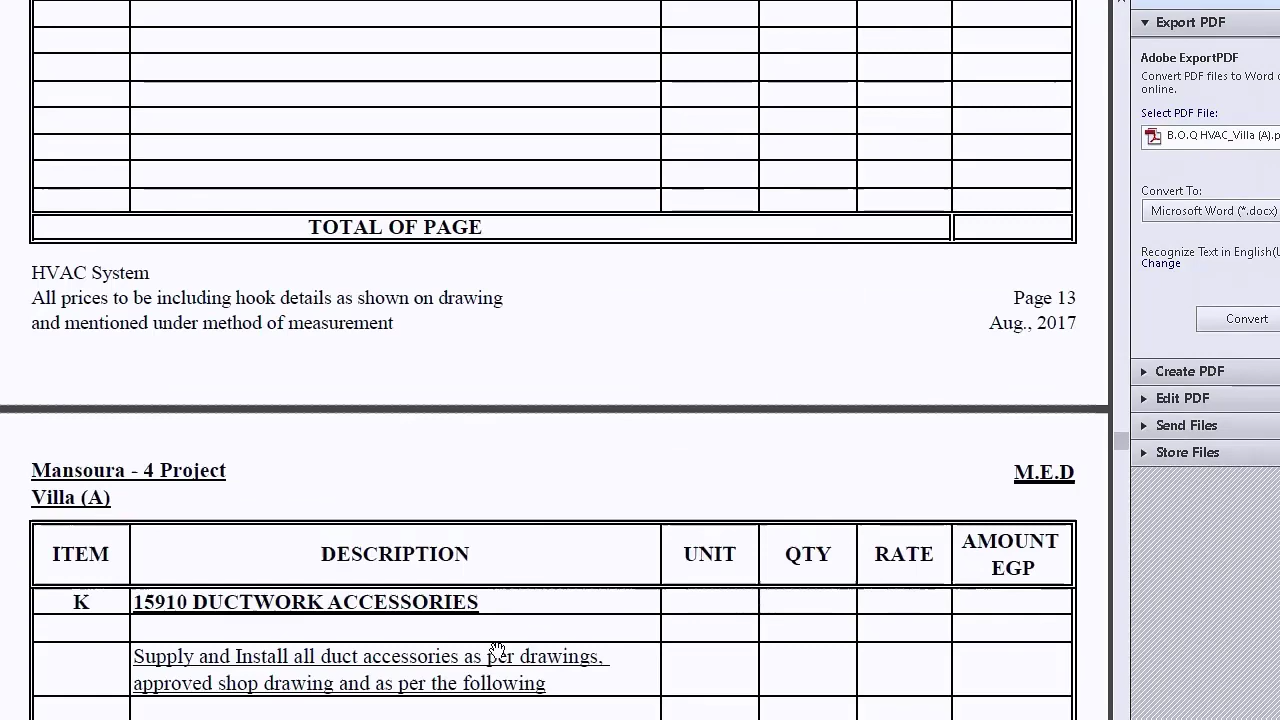 TOTAL OF PAGE
HVAC System
All prices to be including hook details as shown on drawing
and mentioned under method of measurement
Page 13
Aug., 2017
Mansoura - 4 Project
Villa (A)
M.E.D
ITEM DESCRIPTION UNIT QTY RATE AMOUNT EGP
K 15910 DUCTWORK ACCESSORIES
Supply and Install all duct accessories as per drawings,
approved shop drawing and as per the following
Export PDF
Adobe ExportPDF
Convert PDF files to Word
online.
Select PDF File:
B.O.Q HVAC_Villa (A).p
Convert To:
Microsoft Word (*.docx)
Recognize Text in English(
Change
Convert
Create PDF
Edit PDF
Send Files
Store Files